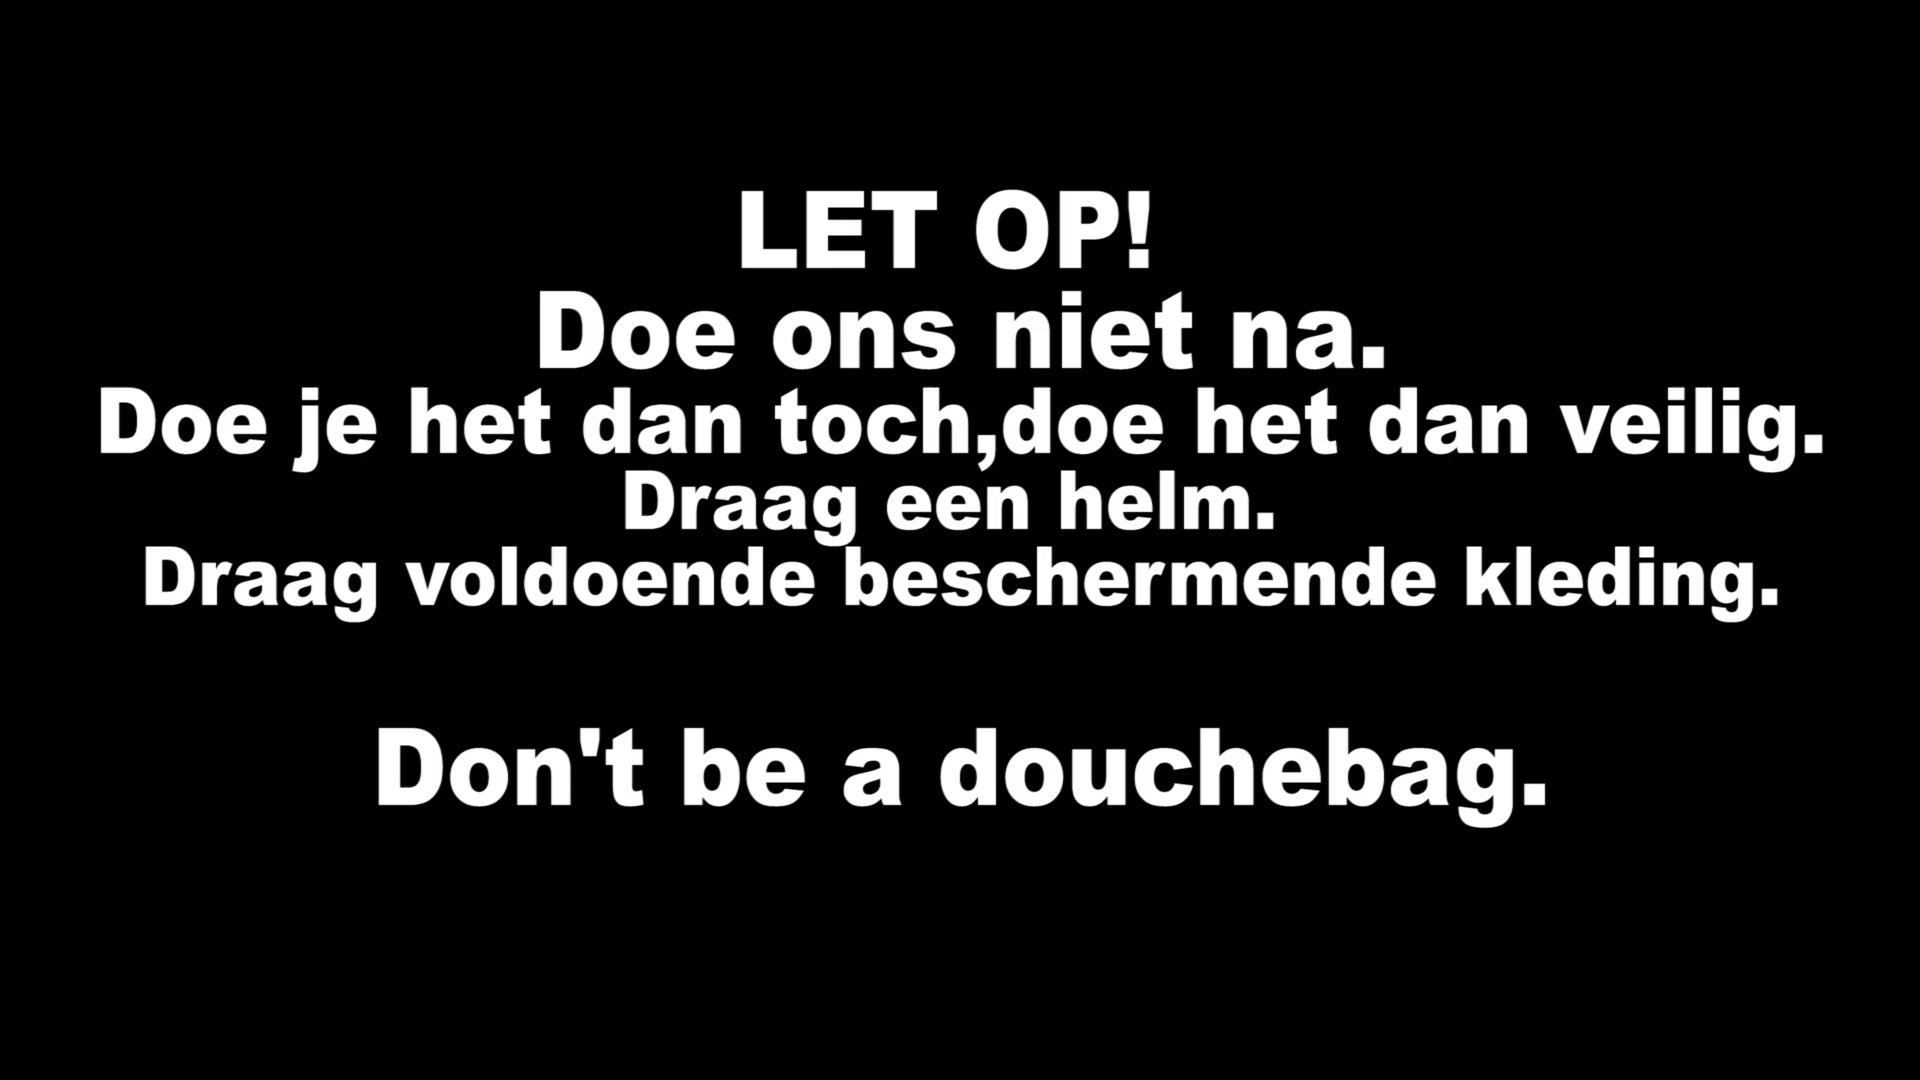 LET OP!
Doe ons niet na.
Doe je het dan toch,doe het dan veilig.
Draag een helm.
Draag voldoende beschermende kleding.
Don't be a douchebag.